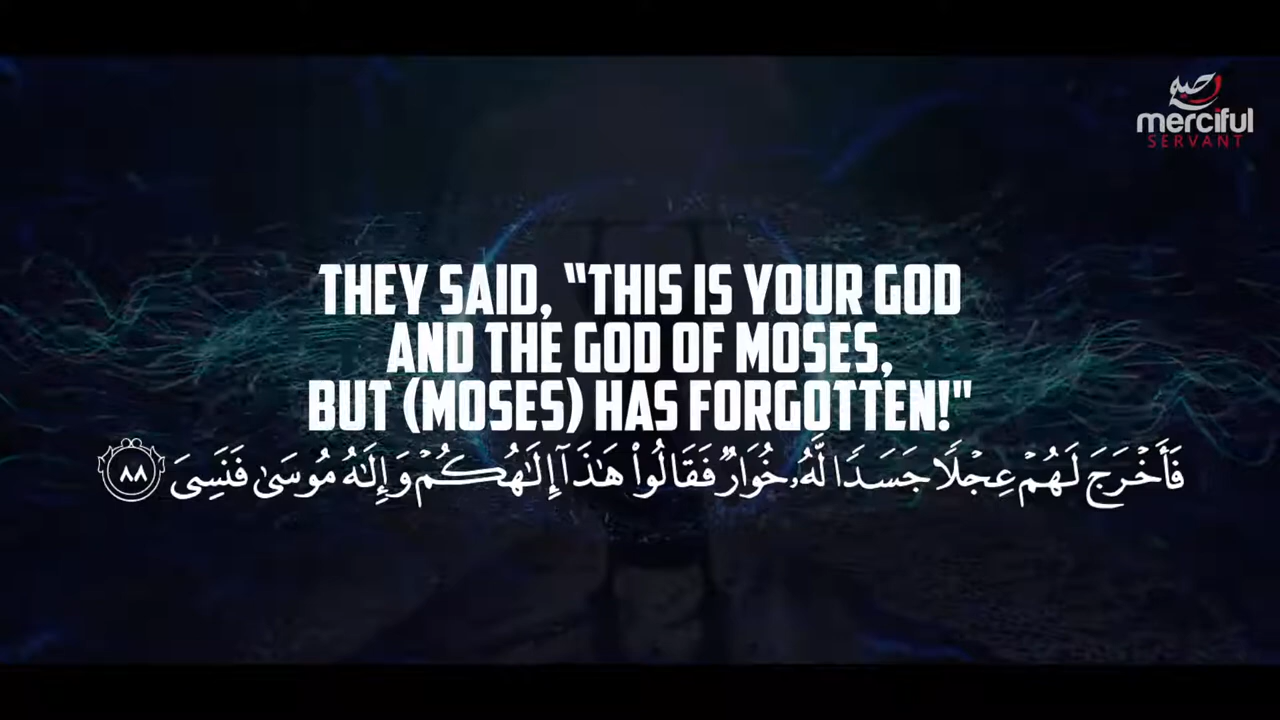 merciful
SERVANT
THEY SAID, “THIS IS YOUR GOD
AND THE GOD OF MOSES,
BUT (MOSES) HAS FORGOTTEN!"
فَأَخْرَجَ لَهُمْ عِجْلًا جَسَدًا لَّهُۥ خُوَارٌ فَقَالُوا۟ هَٰذَآ إِلَٰهُكُمْ وَإِلَٰهُ مُوسَىٰ فَنَسِىَ ٨٨